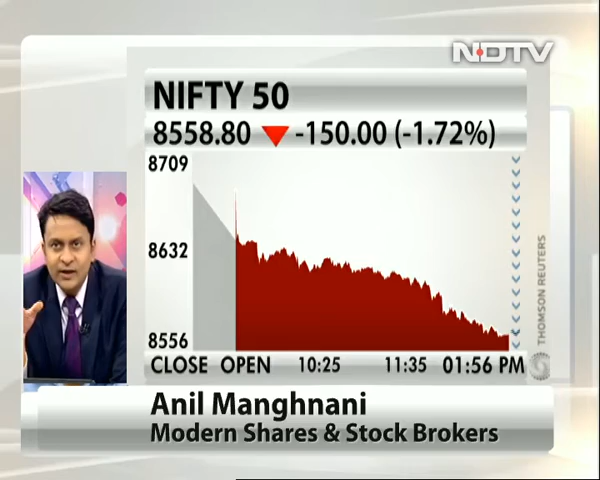 NDTV
NIFTY 50
8558.80 ▼ -150.00 (-1.72%)
8709
8632
8556
CLOSE OPEN 10:25 11:35 01:56 PM
THOMSON REUTERS
Anil Manghnani
Modern Shares & Stock Brokers